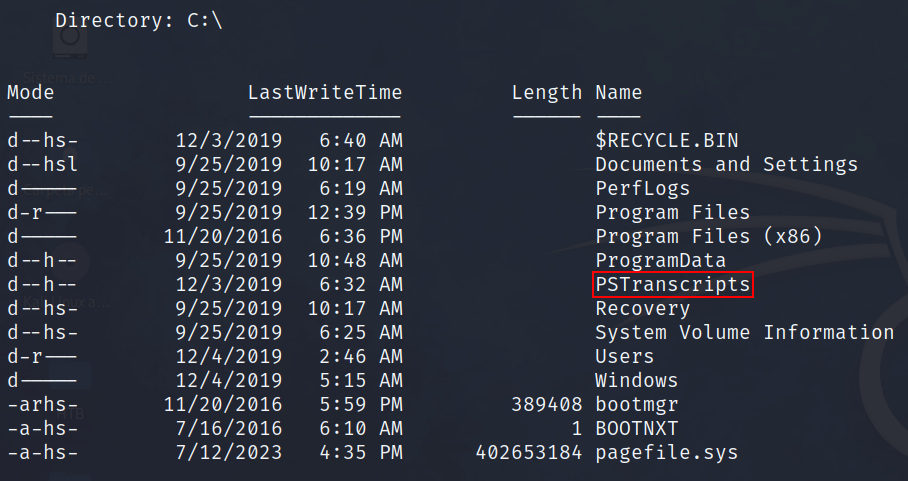 Directory: C:\
Mode LastWriteTime Length Name
---- ------------- ------ ----
d--hs- 12/3/2019 6:40 AM $RECYCLE.BIN
d--hsl 9/25/2019 10:17 AM Documents and Settings
d----- 9/25/2019 6:19 AM PerfLogs
d-r--- 9/25/2019 12:39 PM Program Files
d----- 11/20/2016 6:36 PM Program Files (x86)
d--h-- 9/25/2019 10:48 AM ProgramData
d--h-- 12/3/2019 6:32 AM PSTranscripts
d--hs- 9/25/2019 10:17 AM Recovery
d--hs- 9/25/2019 6:25 AM System Volume Information
d-r--- 12/4/2019 2:46 AM Users
d----- 12/4/2019 5:15 AM Windows
-arhs- 11/20/2016 5:59 PM 389408 bootmgr
-a-hs- 7/16/2016 6:10 AM 1 BOOTNXT
-a-hs- 7/12/2023 4:35 PM 402653184 pagefile.sys